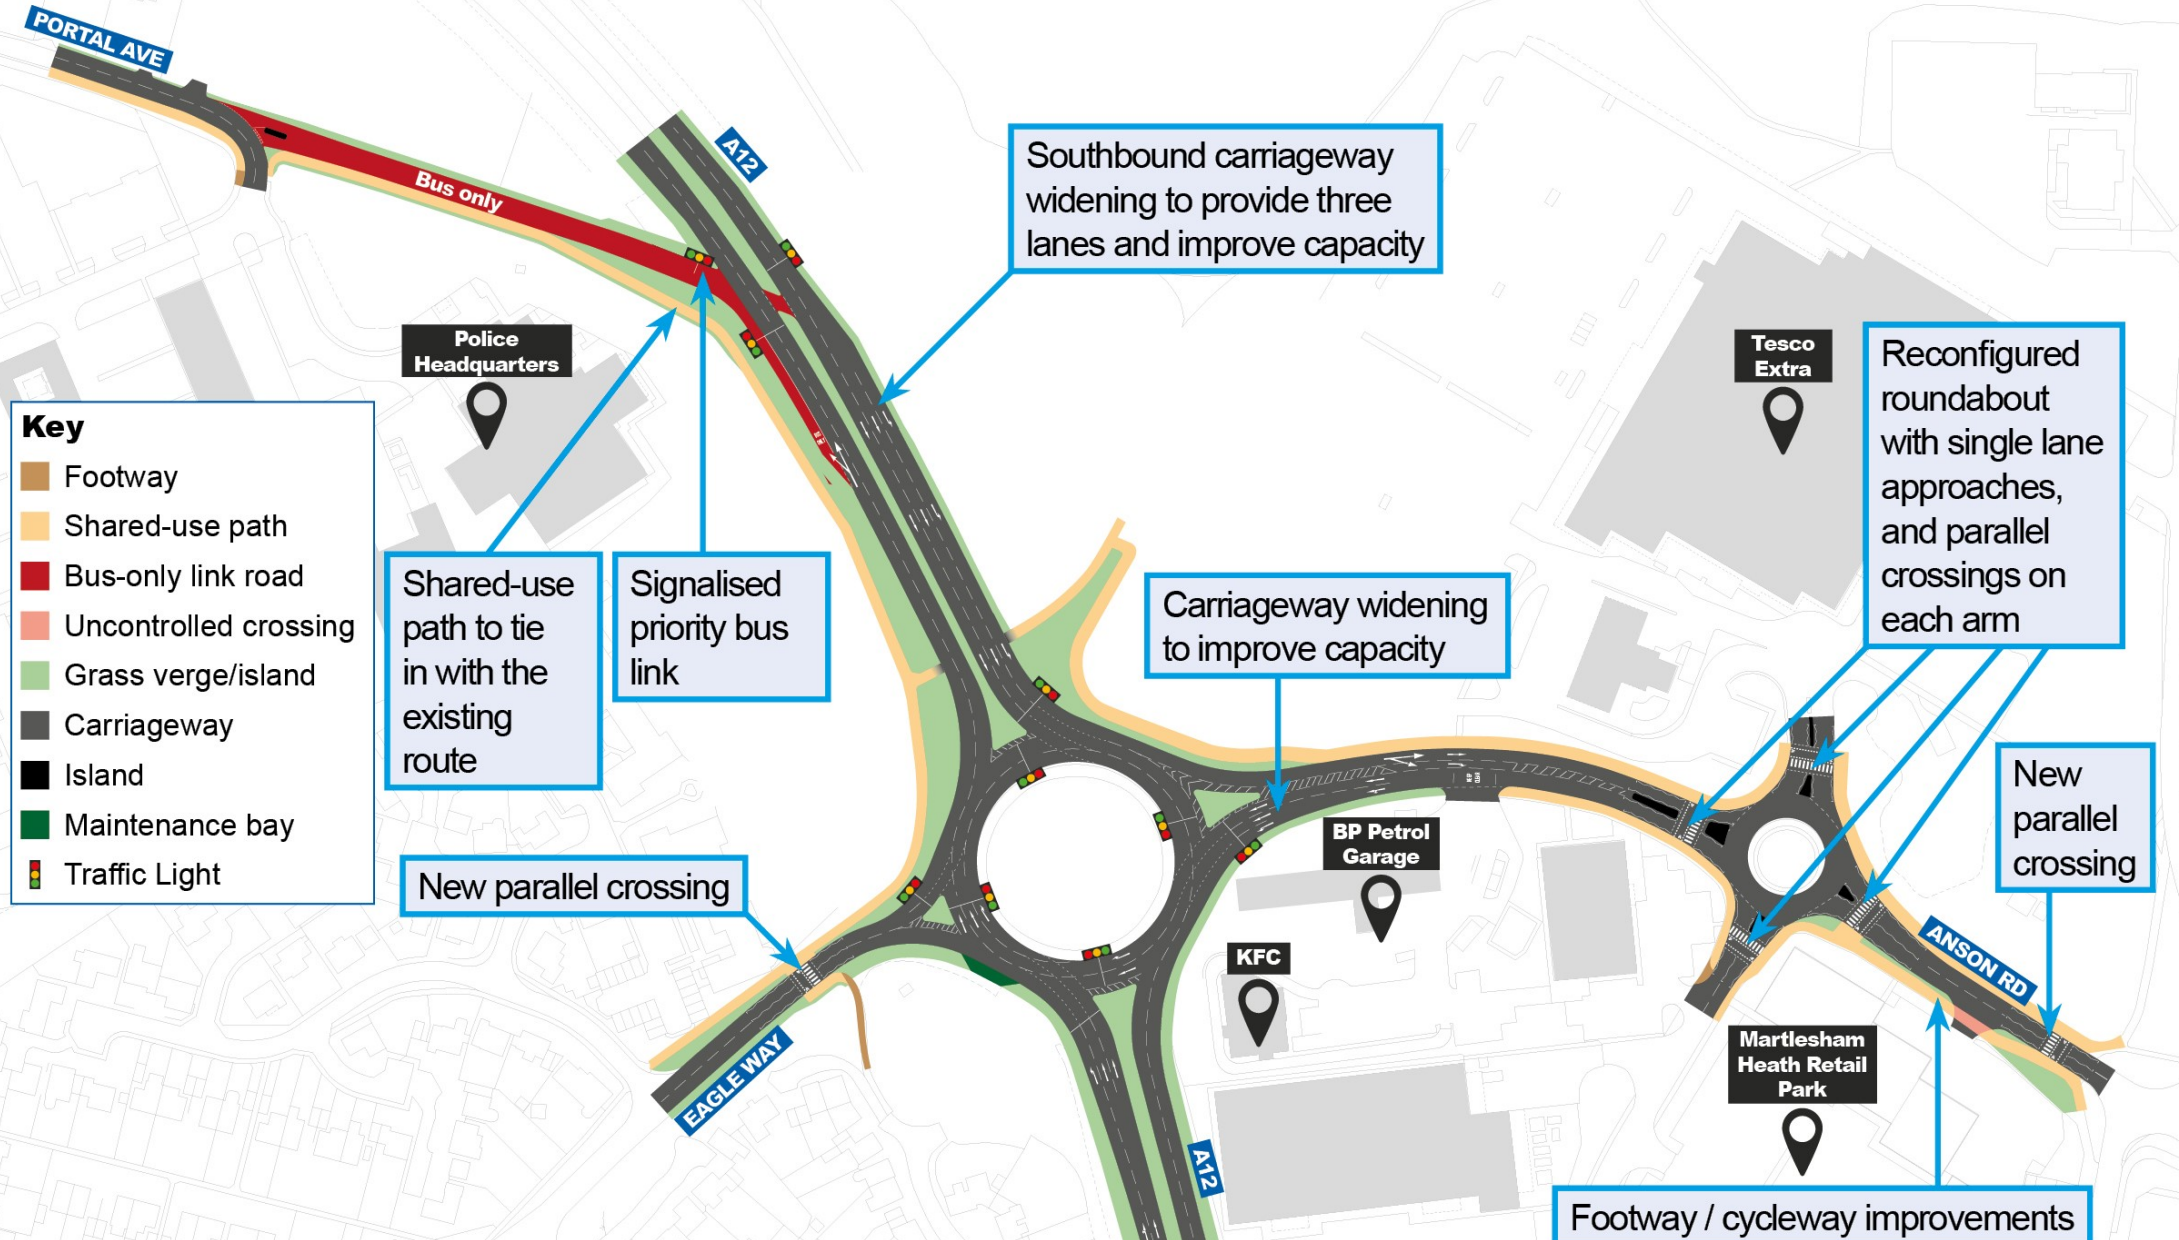 PORTAL AVE
A12
Bus only
Southbound carriageway
widening to provide three
lanes and improve capacity
Police
Headquarters
Tesco
Extra
Reconfigured
roundabout
with single lane
approaches,
and parallel
crossings on
each arm
Key
Footway
Shared-use path
Bus-only link road
Uncontrolled crossing
Grass verge/island
Carriageway
Island
Maintenance bay
Traffic Light
Shared-use
path to tie
in with the
existing
route
Signalised
priority bus
link
Carriageway widening
to improve capacity
New
parallel
crossing
BP Petrol
Garage
New parallel crossing
KFC
ANSON RD
EAGLE WAY
Martlesham
Heath Retail
Park
A12
Footway / cycleway improvements